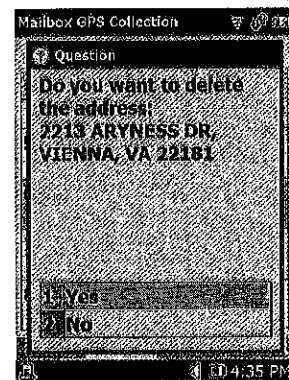 Mailbox GPS Collection
Question
Do you want to delete
the address:
2213 ARYNESS DR,
VIENNA, VA 22181
1 Yes
2 No
4:35 PM